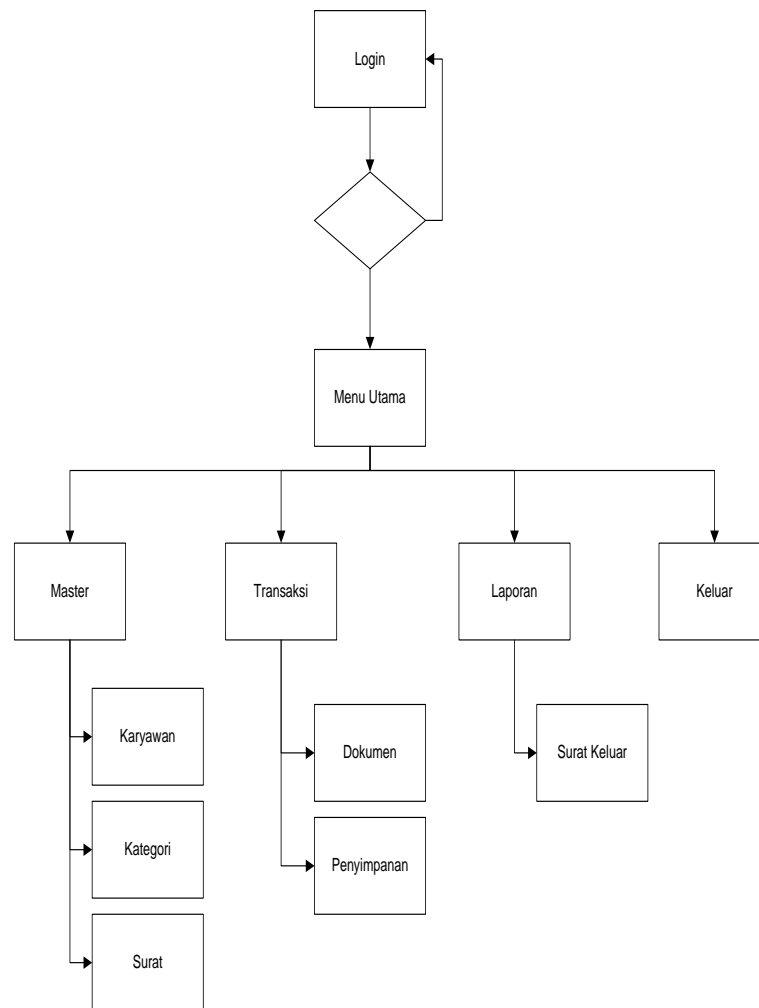 Login
Menu Utama
Master
Transaksi
Laporan
Keluar
Karyawan
Dokumen
Surat Keluar
Kategori
Penyimpanan
Surat